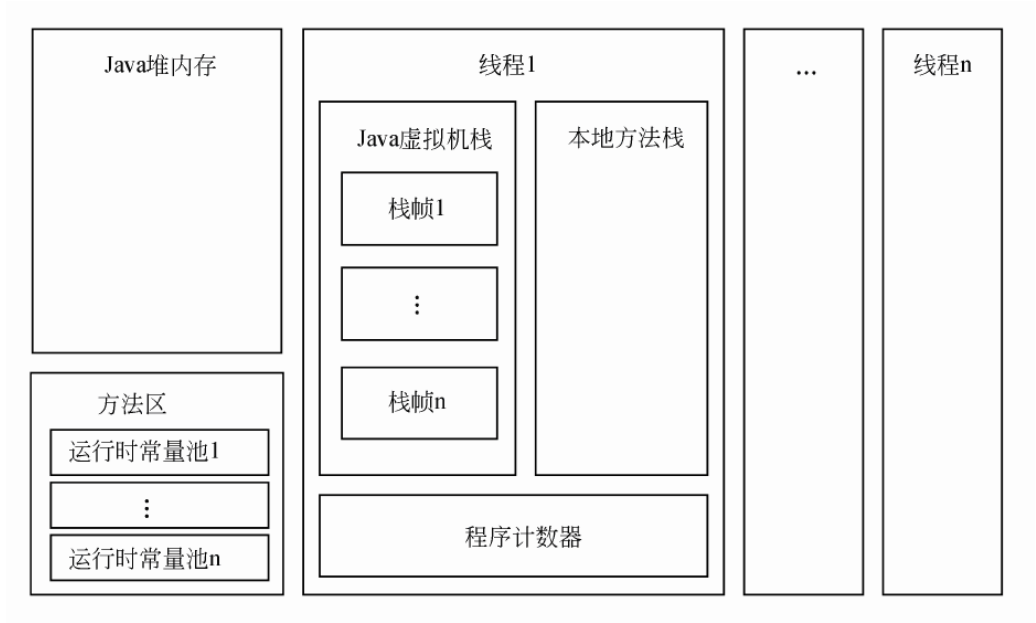 Java堆内存
方法区
运行时常量池1
⋮
运行时常量池n
线程1
Java虚拟机栈
栈帧1
⋮
栈帧n
本地方法栈
程序计数器
…
线程n